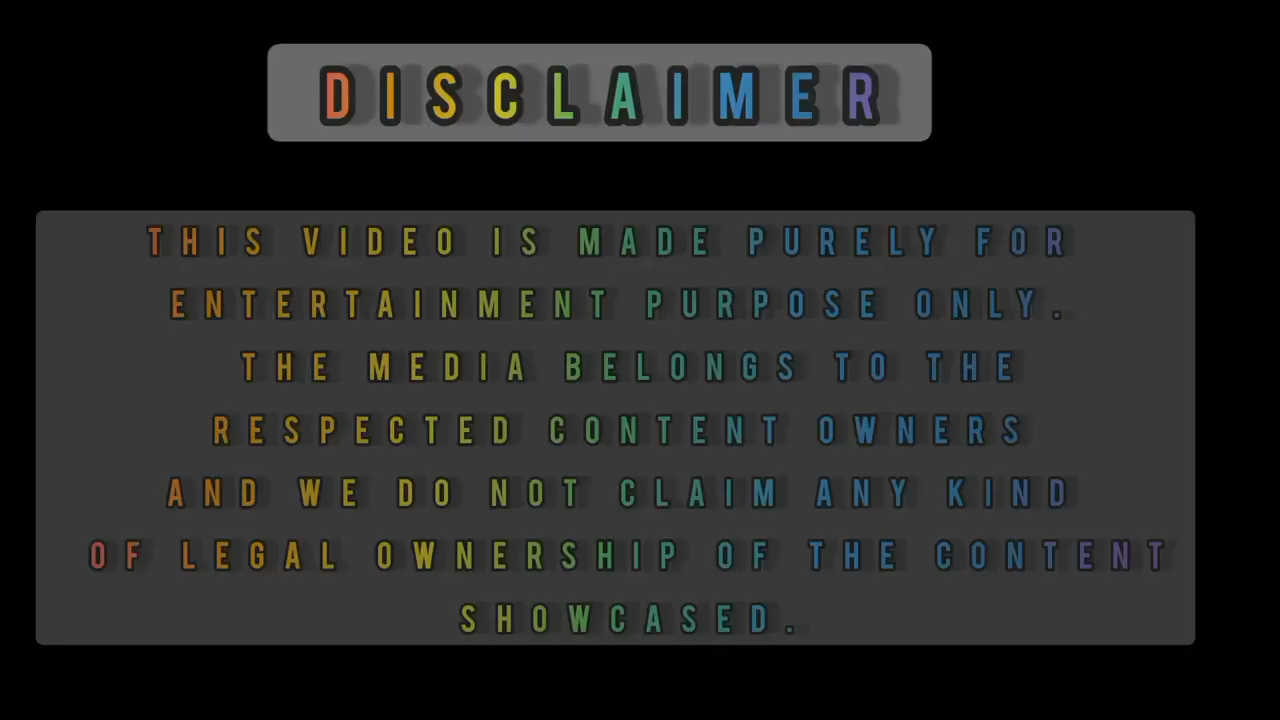 DISCLAIMER
THIS VIDEO IS MADE PURELY FOR
ENTERTAINMENT PURPOSE ONLY.
THE MEDIA BELONGS TO THE
RESPECTED CONTENT OWNERS
AND WE DO NOT CLAIM ANY KIND
OF LEGAL OWNERSHIP OF THE CONTENT
SHOWCASED.